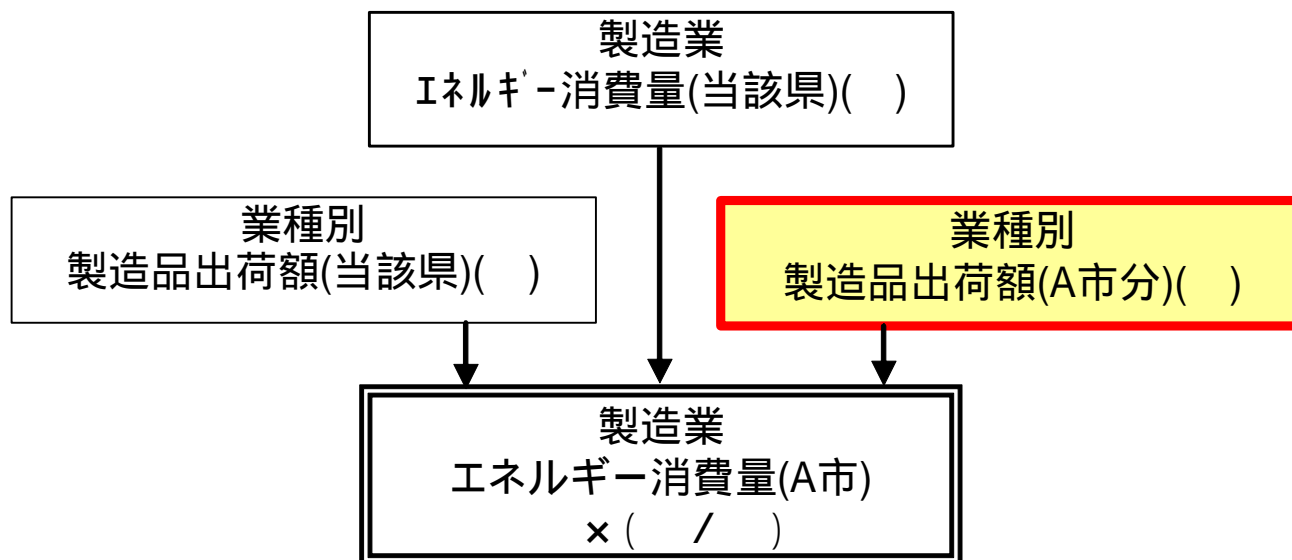 製造業
エネルギー消費量(当該県)(　)
業種別
製造品出荷額(当該県)(　)
業種別
製造品出荷額(A市分)(　)
製造業
エネルギー消費量(A市)
×(　/　)